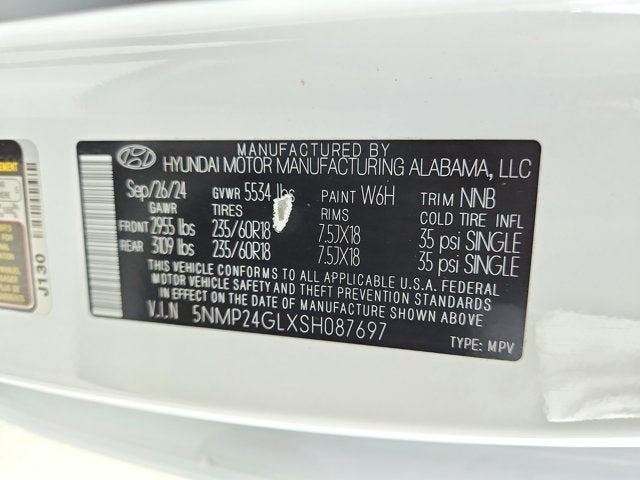 MANUFACTURED BY
HYUNDAI MOTOR MANUFACTURING ALABAMA, LLC
Sep/26/24 GVWR 5534 lbs PAINT W6H TRIM NNB
GAWR TIRES RIMS COLD TIRE INFL
FRONT 2955 lbs 235/60R18 7.5JX18 35 psi SINGLE
REAR 3109 lbs 235/60R18 7.5JX18 35 psi SINGLE
THIS VEHICLE CONFORMS TO ALL APPLICABLE U.S.A. FEDERAL
MOTOR VEHICLE SAFETY AND THEFT PREVENTION STANDARDS
IN EFFECT ON THE DATE OF MANUFACTURE SHOWN ABOVE.
V.I.N 5NMP24GLXSH087697
TYPE: MPV
J130